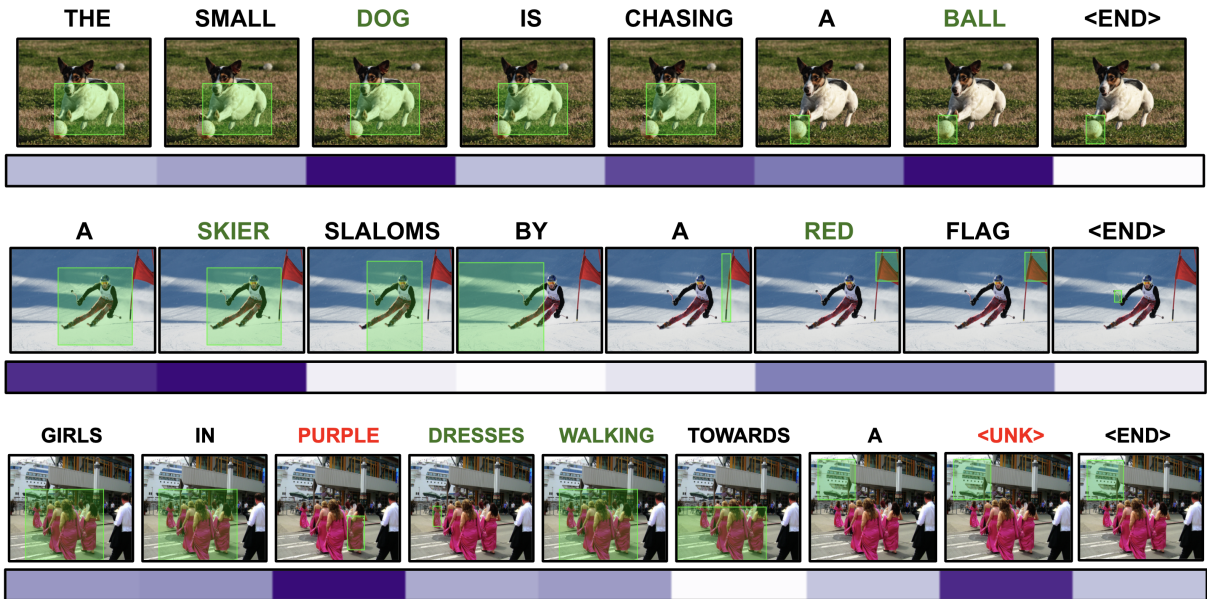 THE SMALL DOG IS CHASING A BALL <END>
A SKIER SLALOMS BY A RED FLAG <END>
GIRLS IN PURPLE DRESSES WALKING TOWARDS A <UNK> <END>